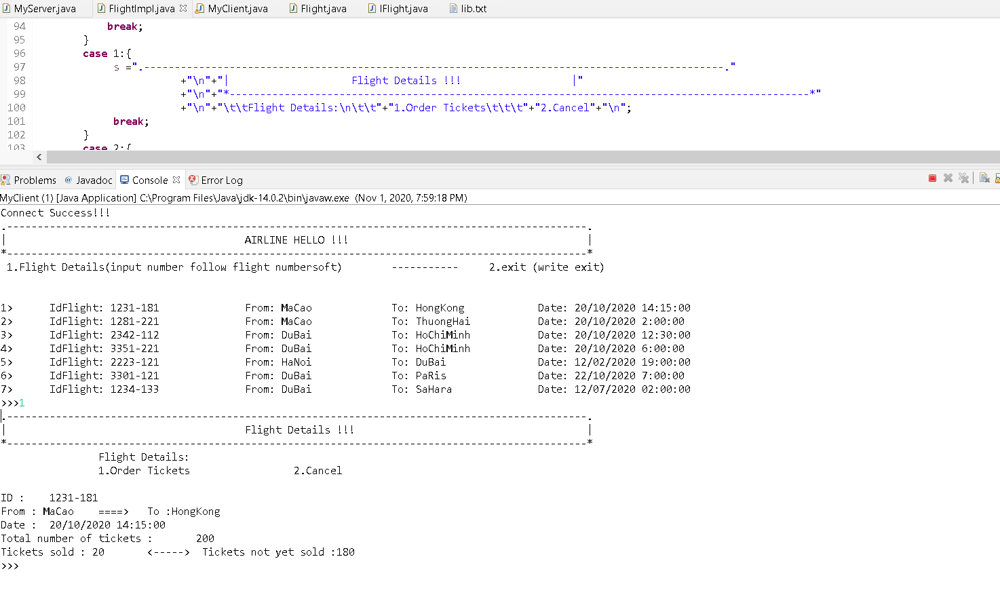 MyServer.java FlightImpl.java MyClient.java Flight.java IFlight.java lib.txt
94 break;
95 }
96 case 1:{
97 s =".-----------------------------------------------------------------------------------------------."
98 +"\n"+"| Flight Details !!! |"
99 +"\n"+"*-----------------------------------------------------------------------------------------------*"
100 +"\n"+"\t\tFlight Details:\n\t\t"+"1.Order Tickets\t\t\t"+"2.Cancel"+"\n";
101 break;
102 }
103 case 2:{
Problems @ Javadoc Console Error Log
MyClient (1) [Java Application] C:\Program Files\Java\jdk-14.0.2\bin\javaw.exe (Nov 1, 2020, 7:59:18 PM)
Connect Success!!!
.-----------------------------------------------------------------------------------------------.
| AIRLINE HELLO !!! |
*-----------------------------------------------------------------------------------------------*
1.Flight Details(input number follow flight numbersoft) ----------- 2.exit (write exit)
1> IdFlight: 1231-181 From: MaCao To: HongKong Date: 20/10/2020 14:15:00
2> IdFlight: 1281-221 From: MaCao To: ThuongHai Date: 20/10/2020 2:00:00
3> IdFlight: 2342-112 From: DuBai To: HoChiMinh Date: 20/10/2020 12:30:00
4> IdFlight: 3351-221 From: DuBai To: HoChiMinh Date: 20/10/2020 6:00:00
5> IdFlight: 2223-121 From: HaNoi To: DuBai Date: 12/02/2020 19:00:00
6> IdFlight: 3301-121 From: DuBai To: PaRis Date: 22/10/2020 7:00:00
7> IdFlight: 1234-133 From: DuBai To: SaHara Date: 12/07/2020 02:00:00
>>>1
.-----------------------------------------------------------------------------------------------.
| Flight Details !!! |
*-----------------------------------------------------------------------------------------------*
Flight Details:
1.Order Tickets 2.Cancel
ID : 1231-181
From : MaCao ====> To :HongKong
Date : 20/10/2020 14:15:00
Total number of tickets : 200
Tickets sold : 20 <-----> Tickets not yet sold :180
>>>